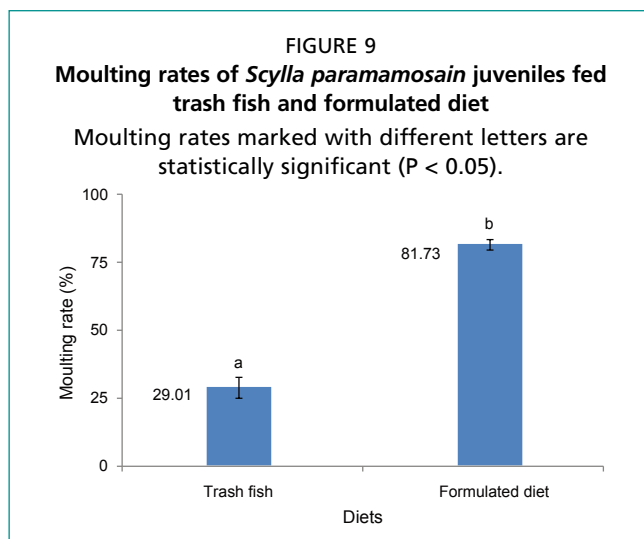 FIGURE 9
Moulting rates of Scylla paramamosain juveniles fed
trash fish and formulated diet
Moulting rates marked with different letters are
statistically significant (P < 0.05).
100
75
50
25
0
Moulting rate (%)
29.01
a
81.73
b
Trash fish
Formulated diet
Diets